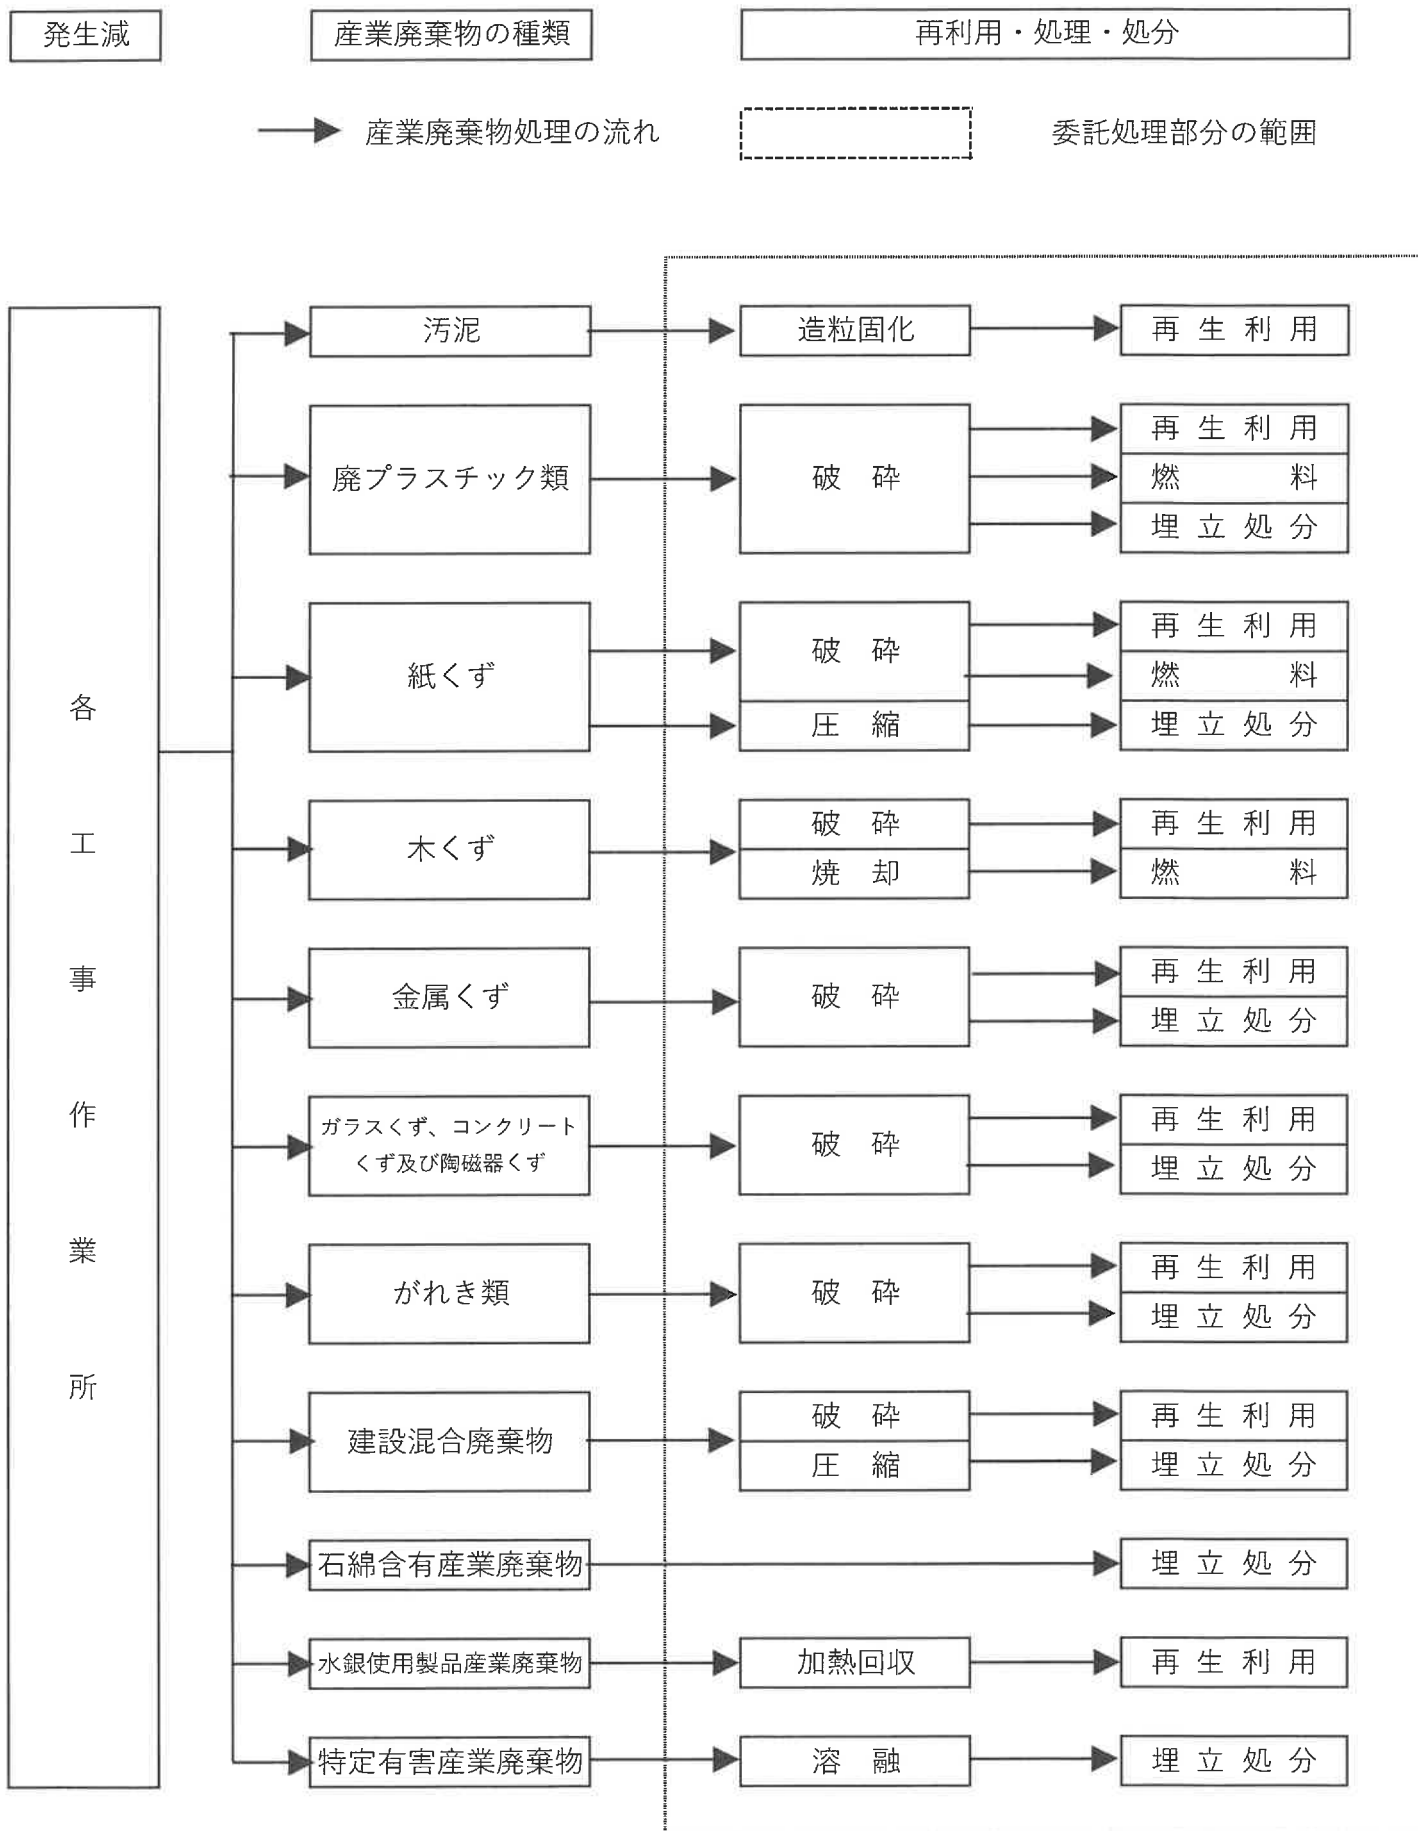 発生減 産業廃棄物の種類 再利用・処理・処分
産業廃棄物処理の流れ 委託処理部分の範囲
各工事作業所
汚泥 造粒固化 再生利用
廃プラスチック類 破砕 再生利用
燃料
埋立処分
紙くず 破砕 再生利用
燃料
圧縮 埋立処分
木くず 破砕 再生利用
焼却 燃料
金属くず 破砕 再生利用
埋立処分
ガラスくず、コンクリート
くず及び陶磁器くず 破砕 再生利用
埋立処分
がれき類 破砕 再生利用
埋立処分
建設混合廃棄物 破砕 再生利用
圧縮 埋立処分
石綿含有産業廃棄物 埋立処分
水銀使用製品産業廃棄物 加熱回収 再生利用
特定有害産業廃棄物 溶融 埋立処分